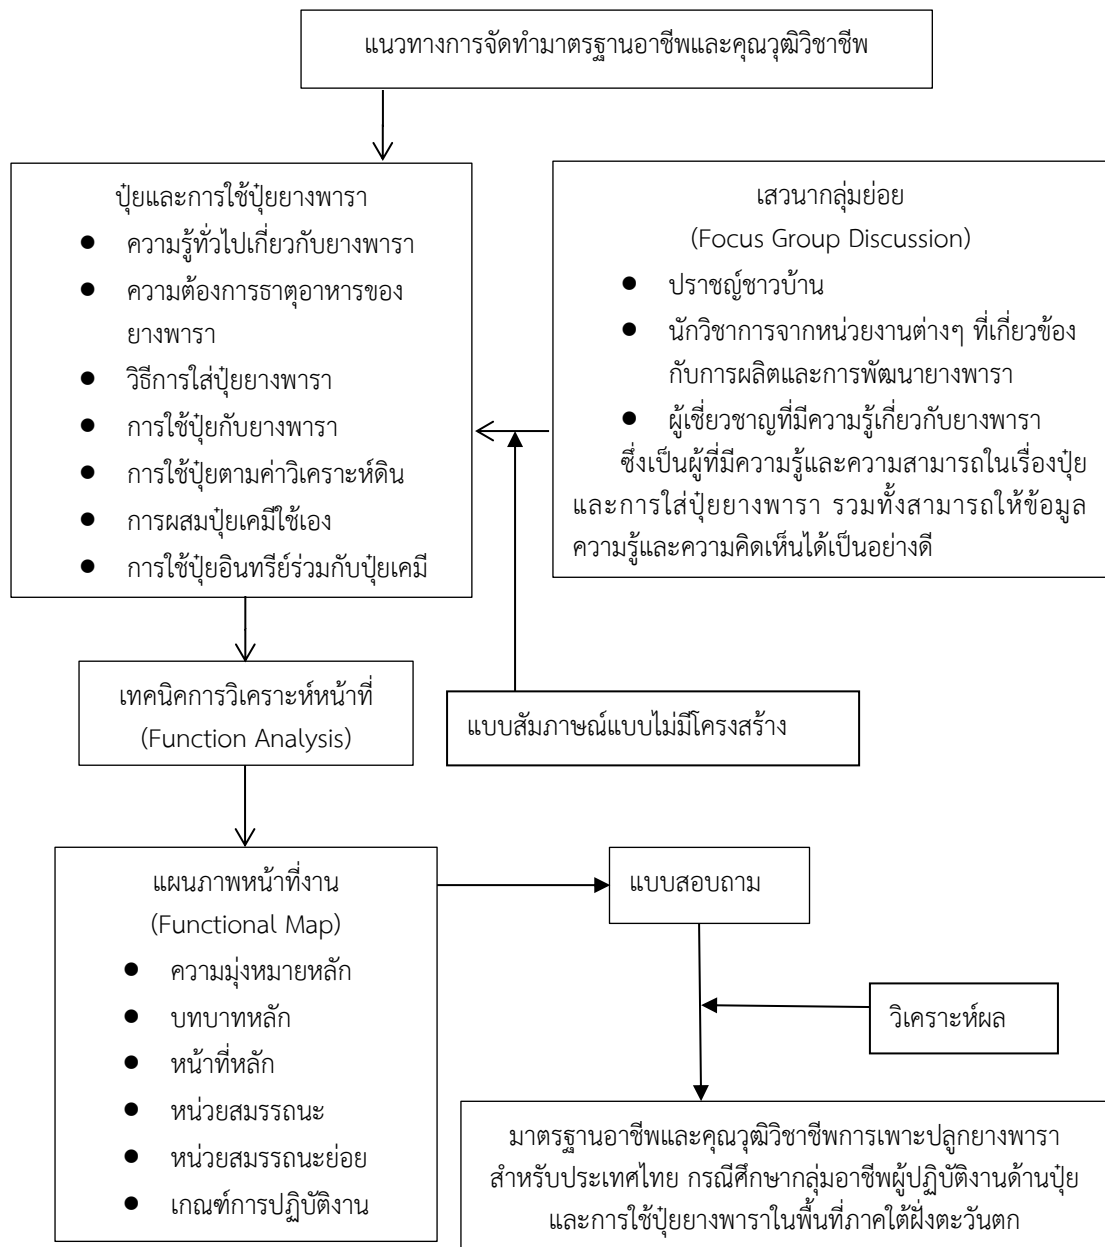 แนวทางการจัดทำมาตรฐานอาชีพและคุณวุฒิวิชาชีพ
ปุ๋ยและการใช้ปุ๋ยยางพารา
● ความรู้ทั่วไปเกี่ยวกับยางพารา
● ความต้องการธาตุอาหารของ
ยางพารา
● วิธีการใส่ปุ๋ยยางพารา
● การใช้ปุ๋ยกับยางพารา
● การใช้ปุ๋ยตามค่าวิเคราะห์ดิน
● การผสมปุ๋ยเคมีใช้เอง
● การใช้ปุ๋ยอินทรีย์ร่วมกับปุ๋ยเคมี
เสวนากลุ่มย่อย
(Focus Group Discussion)
● ปราชญ์ชาวบ้าน
● นักวิชาการจากหน่วยงานต่างๆ ที่เกี่ยวข้อง
กับการผลิตและการพัฒนายางพารา
● ผู้เชี่ยวชาญที่มีความรู้เกี่ยวกับยางพารา
ซึ่งเป็นผู้ที่มีความรู้และความสามารถในเรื่องปุ๋ย
และการใส่ปุ๋ยยางพารา รวมทั้งสามารถให้ข้อมูล
ความรู้และความคิดเห็นได้เป็นอย่างดี
เทคนิคการวิเคราะห์หน้าที่
(Function Analysis)
แบบสัมภาษณ์แบบไม่มีโครงสร้าง
แผนภาพหน้าที่งาน
(Functional Map)
● ความมุ่งหมายหลัก
● บทบาทหลัก
● หน้าที่หลัก
● หน่วยสมรรถนะ
● หน่วยสมรรถนะย่อย
● เกณฑ์การปฏิบัติงาน
แบบสอบถาม
วิเคราะห์ผล
มาตรฐานอาชีพและคุณวุฒิวิชาชีพการเพาะปลูกยางพารา
สำหรับประเทศไทย กรณีศึกษากลุ่มอาชีพผู้ปฏิบัติงานด้านปุ๋ย
และการใช้ปุ๋ยยางพาราในพื้นที่ภาคใต้ฝั่งตะวันตก